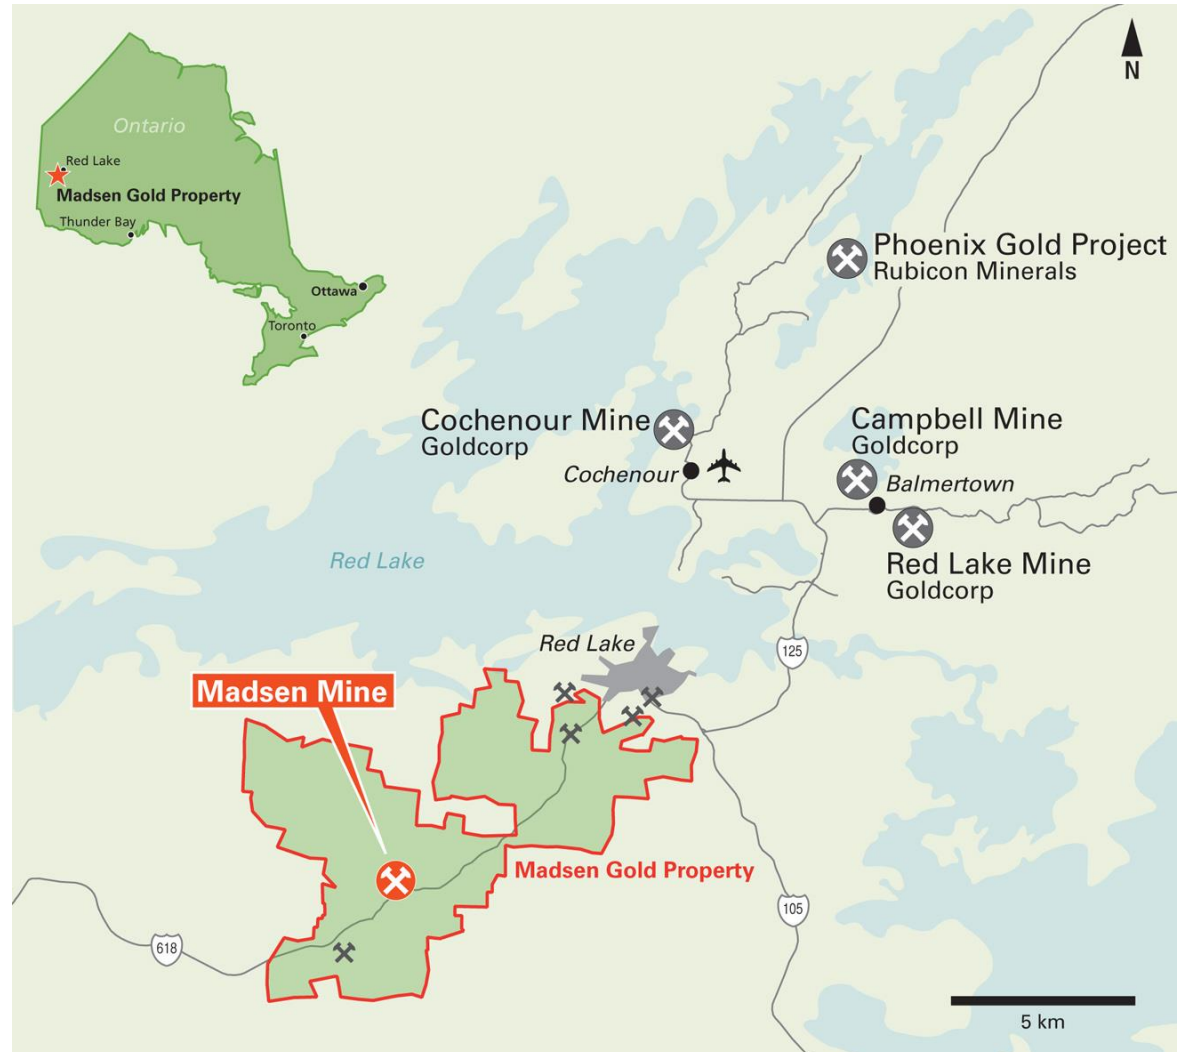 N
Ontario
Red Lake
Madsen Gold Property
Thunder Bay
Ottawa
Toronto
Phoenix Gold Project
Rubicon Minerals
Cochenour Mine
Goldcorp
Cochenour
Campbell Mine
Goldcorp
Balmertown
Red Lake Mine
Goldcorp
Red Lake
Red Lake
125
Madsen Mine
Madsen Gold Property
105
618
5 km